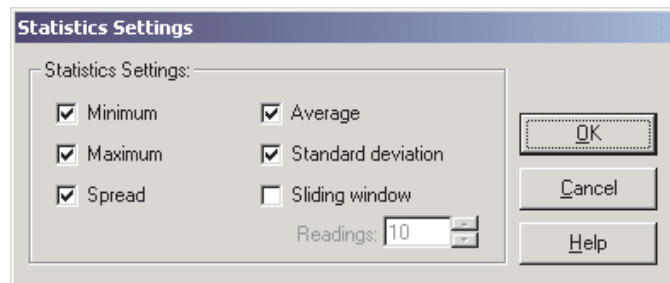 Statistics Settings
Statistics Settings:
Minimum
Average
Maximum
Standard deviation
Spread
Sliding window
Readings: 10
OK
Cancel
Help